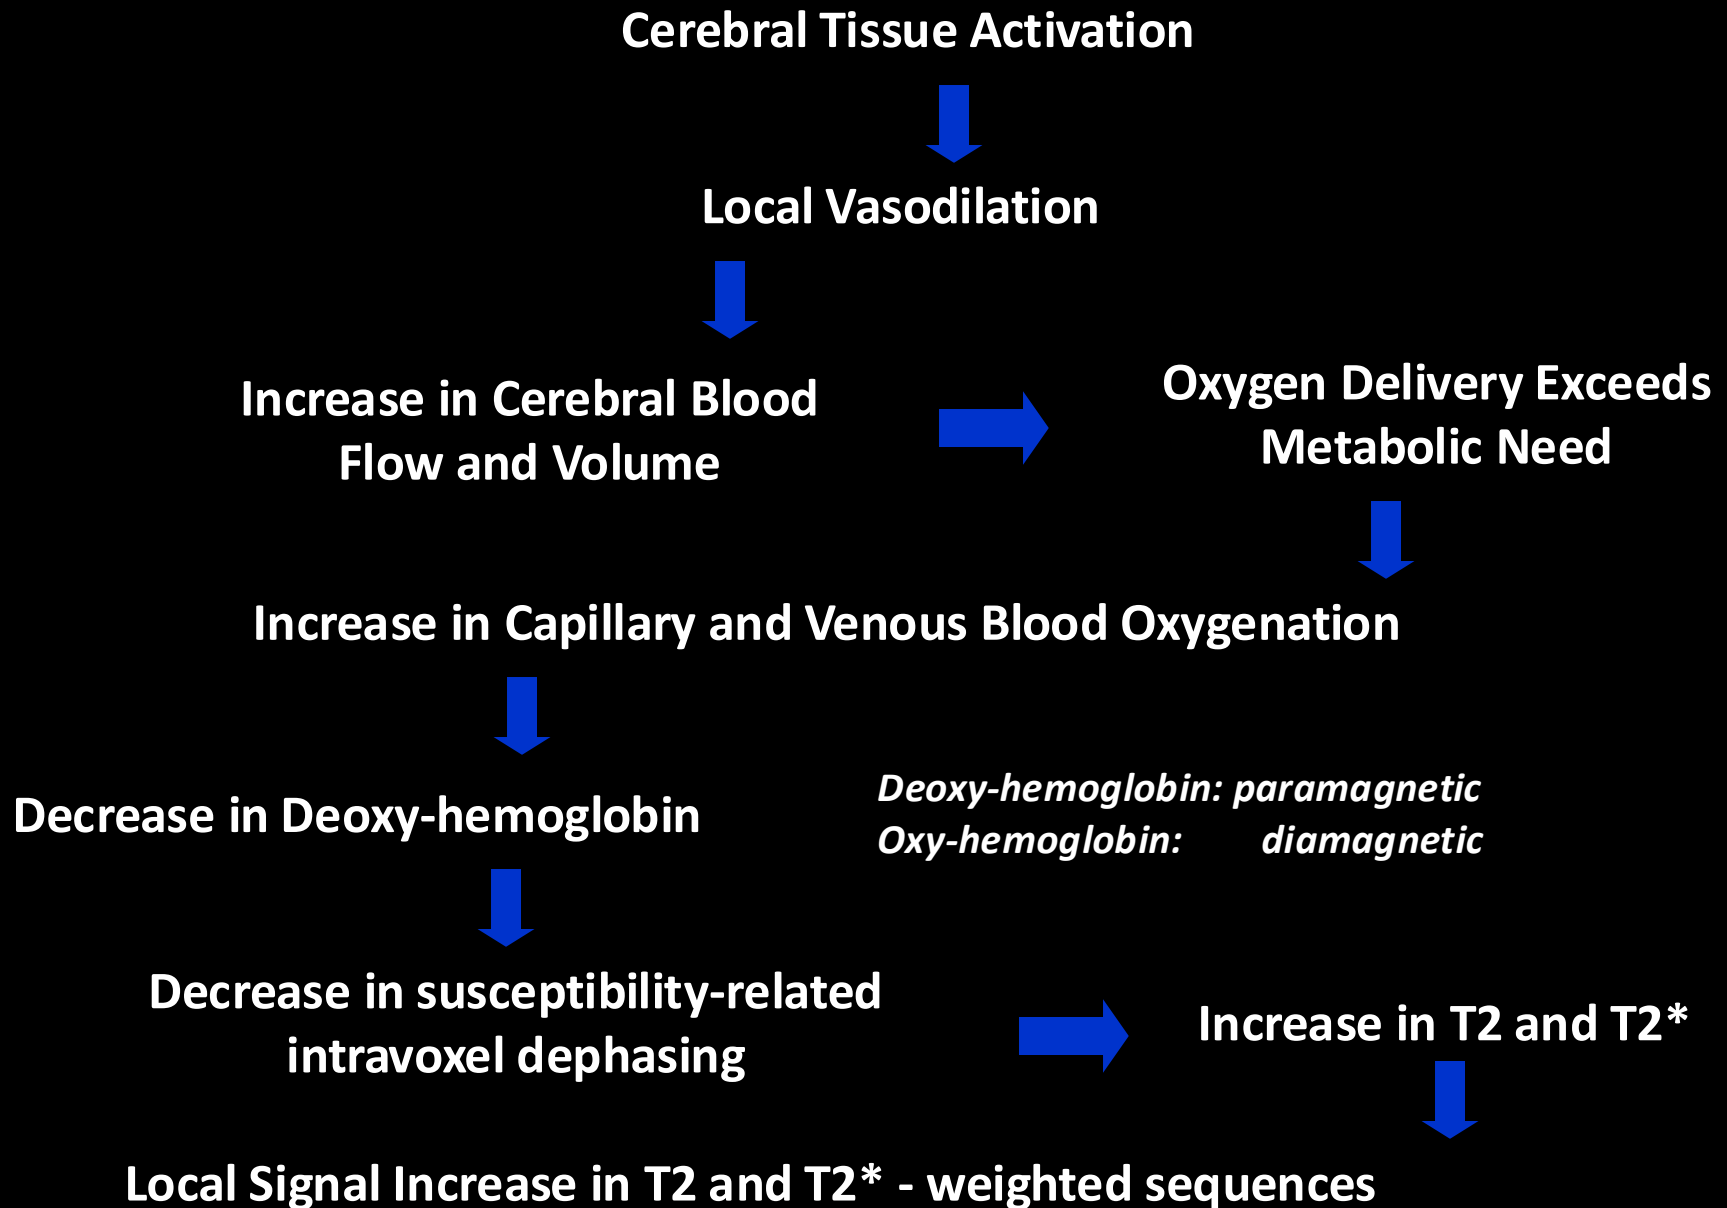 Cerebral Tissue Activation
Local Vasodilation
Increase in Cerebral Blood
Flow and Volume
Oxygen Delivery Exceeds
Metabolic Need
Increase in Capillary and Venous Blood Oxygenation
Decrease in Deoxy-hemoglobin
Deoxy-hemoglobin: paramagnetic
Oxy-hemoglobin: diamagnetic
Decrease in susceptibility-related
intravoxel dephasing
Increase in T2 and T2*
Local Signal Increase in T2 and T2* - weighted sequences